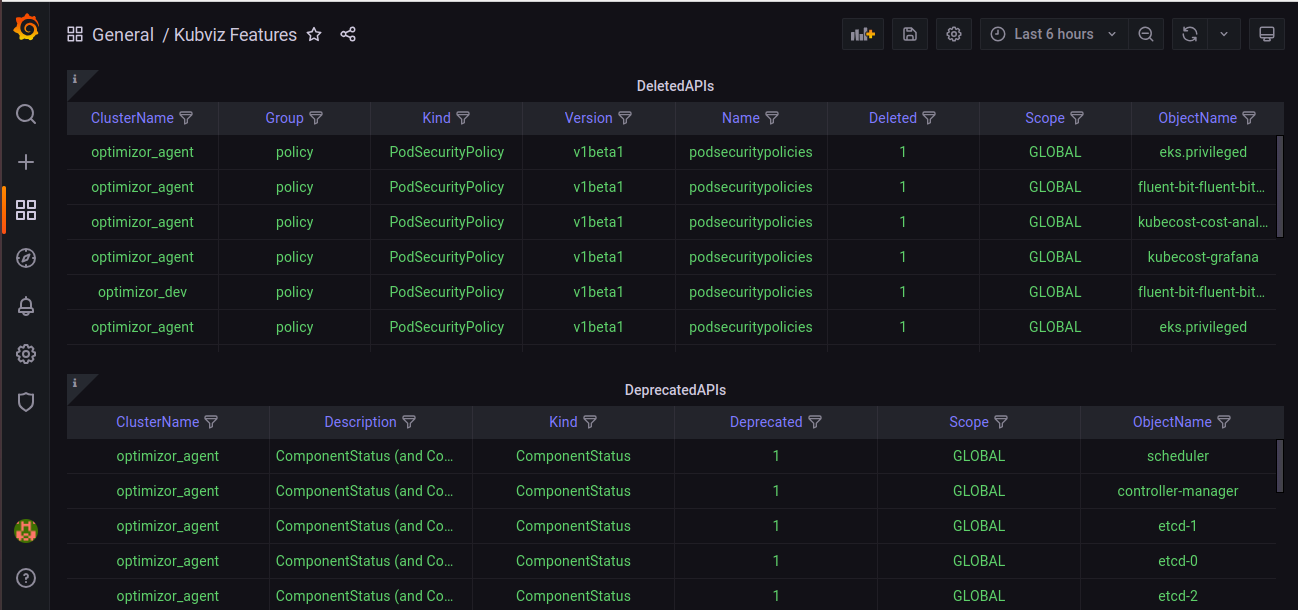 General / Kubviz Features
Last 6 hours
DeletedAPIs
ClusterName Group Kind Version Name Deleted Scope ObjectName
optimizor_agent policy PodSecurityPolicy v1beta1 podsecuritypolicies 1 GLOBAL eks.privileged
optimizor_agent policy PodSecurityPolicy v1beta1 podsecuritypolicies 1 GLOBAL fluent-bit-fluent-bit...
optimizor_agent policy PodSecurityPolicy v1beta1 podsecuritypolicies 1 GLOBAL kubecost-cost-anal...
optimizor_agent policy PodSecurityPolicy v1beta1 podsecuritypolicies 1 GLOBAL kubecost-grafana
optimizor_dev policy PodSecurityPolicy v1beta1 podsecuritypolicies 1 GLOBAL fluent-bit-fluent-bit...
optimizor_agent policy PodSecurityPolicy v1beta1 podsecuritypolicies 1 GLOBAL eks.privileged
DeprecatedAPIs
ClusterName Description Kind Deprecated Scope ObjectName
optimizor_agent ComponentStatus (and Co... ComponentStatus 1 GLOBAL scheduler
optimizor_agent ComponentStatus (and Co... ComponentStatus 1 GLOBAL controller-manager
optimizor_agent ComponentStatus (and Co... ComponentStatus 1 GLOBAL etcd-1
optimizor_agent ComponentStatus (and Co... ComponentStatus 1 GLOBAL etcd-0
optimizor_agent ComponentStatus (and Co... ComponentStatus 1 GLOBAL etcd-2